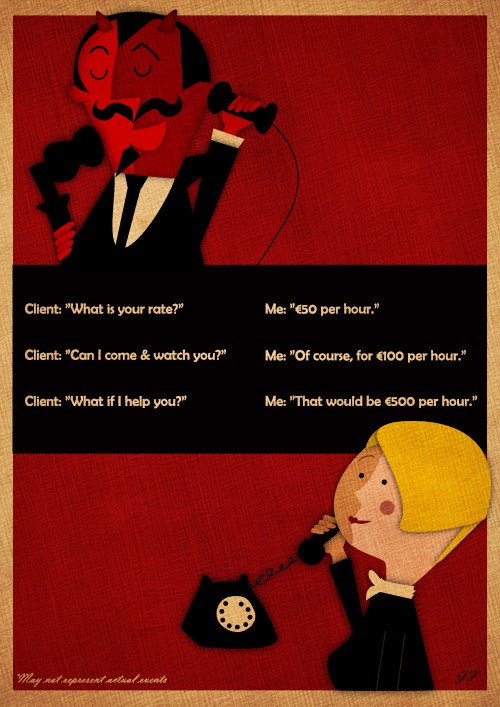 Client: "What is your rate?" Me: "€50 per hour."
Client: "Can I come & watch you?" Me: "Of course, for €100 per hour."
Client: "What if I help you?" Me: "That would be €500 per hour."
"May not represent actual events